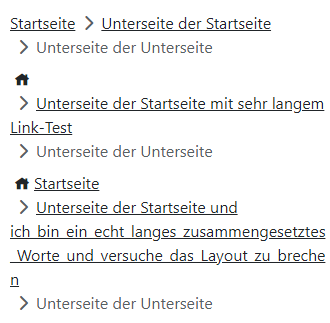 Startseite > Unterseite der Startseite
> Unterseite der Unterseite
> Unterseite der Startseite mit sehr langem
Link-Test
> Unterseite der Unterseite
Startseite
> Unterseite der Startseite und
ich bin ein echt langes zusammengesetztes
_Worte und versuche das Layout zu breche
n
> Unterseite der Unterseite